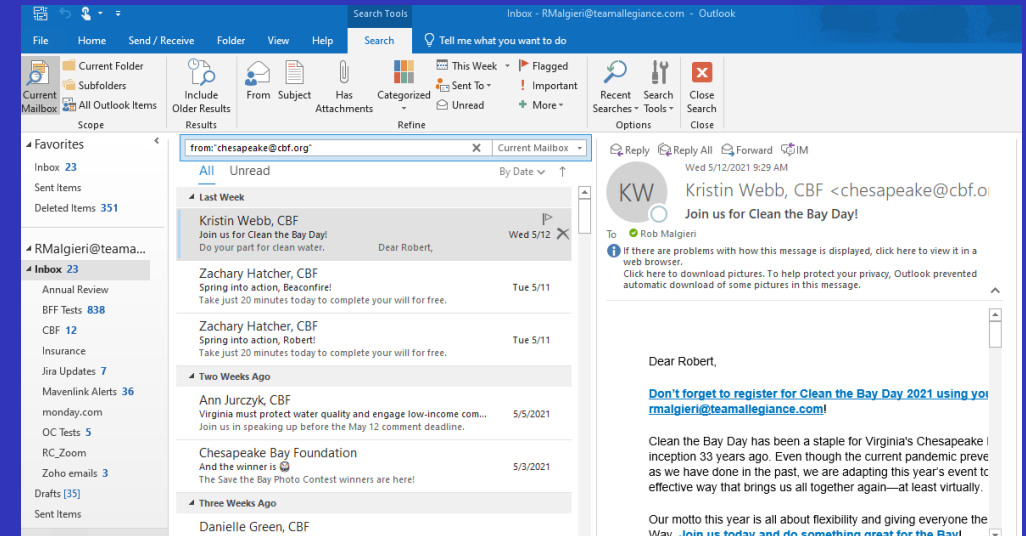 Search Tools
Inbox - RMalgieri@teamallegiance.com - Outlook
File Home Send / Receive Folder View Help Search Tell me what you want to do
Current Mailbox
Current Folder
Subfolders
All Outlook Items
Scope
Include Older Results
Results
From Subject Has Attachments Categorized
This Week
Sent To
Unread
Flagged
Important
More
Refine
Recent Searches Search Tools
Options
Close Search
Close
Favorites
Inbox 23
Sent Items
Deleted Items 351
RMalgieri@teama...
Inbox 23
Annual Review
BFF Tests 838
CBF 12
Insurance
Jira Updates 7
Mavenlink Alerts 36
monday.com
OC Tests 5
RC_Zoom
Zoho emails 3
Drafts [35]
Sent Items
from:"chesapeake@cbf.org" Current Mailbox
All Unread By Date
Last Week
Kristin Webb, CBF
Join us for Clean the Bay Day! Wed 5/12
Do your part for clean water. Dear Robert,
Zachary Hatcher, CBF
Spring into action, Beaconfire! Tue 5/11
Take just 20 minutes today to complete your will for free.
Zachary Hatcher, CBF
Spring into action, Robert! Tue 5/11
Take just 20 minutes today to complete your will for free.
Two Weeks Ago
Ann Jurczyk, CBF
Virginia must protect water quality and engage low-income com... 5/5/2021
Join us in speaking up before the May 12 comment deadline.
Chesapeake Bay Foundation
And the winner is 5/3/2021
The Save the Bay Photo Contest winners are here!
Three Weeks Ago
Danielle Green, CBF
Reply Reply All Forward IM
Wed 5/12/2021 9:29 AM
KW
Kristin Webb, CBF <chesapeake@cbf.o
Join us for Clean the Bay Day!
To Rob Malgieri
If there are problems with how this message is displayed, click here to view it in a
web browser.
Click here to download pictures. To help protect your privacy, Outlook prevented
automatic download of some pictures in this message.
Dear Robert,
Don't forget to register for Clean the Bay Day 2021 using you
rmalgieri@teamallegiance.com!
Clean the Bay Day has been a staple for Virginia's Chesapeake
inception 33 years ago. Even though the current pandemic preve
as we have done in the past, we are adapting this year's event to
effective way that brings us all together again—at least virtually.
Our motto this year is all about flexibility and giving everyone the
Way. Join us today and do something great for the Bay!